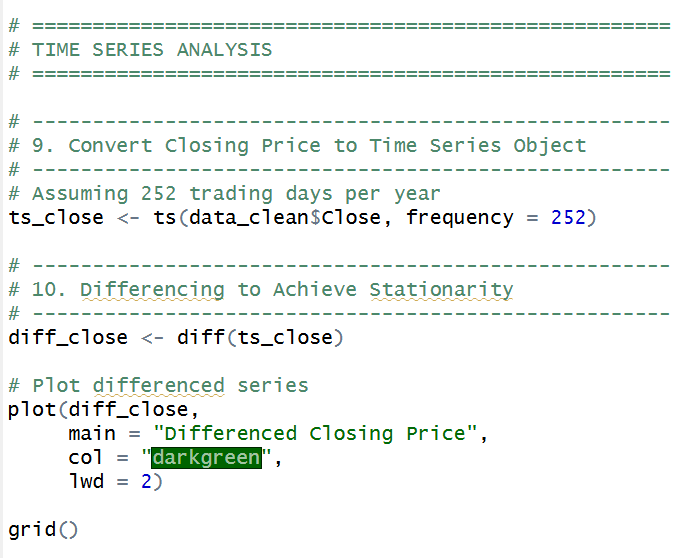 # =====================================================
# TIME SERIES ANALYSIS
# =====================================================
# -----------------------------------------------------
# 9. Convert Closing Price to Time Series Object
# -----------------------------------------------------
# Assuming 252 trading days per year
ts_close <- ts(data_clean$Close, frequency = 252)
# -----------------------------------------------------
# 10. Differencing to Achieve Stationarity
# -----------------------------------------------------
diff_close <- diff(ts_close)
# Plot differenced series
plot(diff_close,
     main = "Differenced Closing Price",
     col = "darkgreen",
     lwd = 2)
grid()